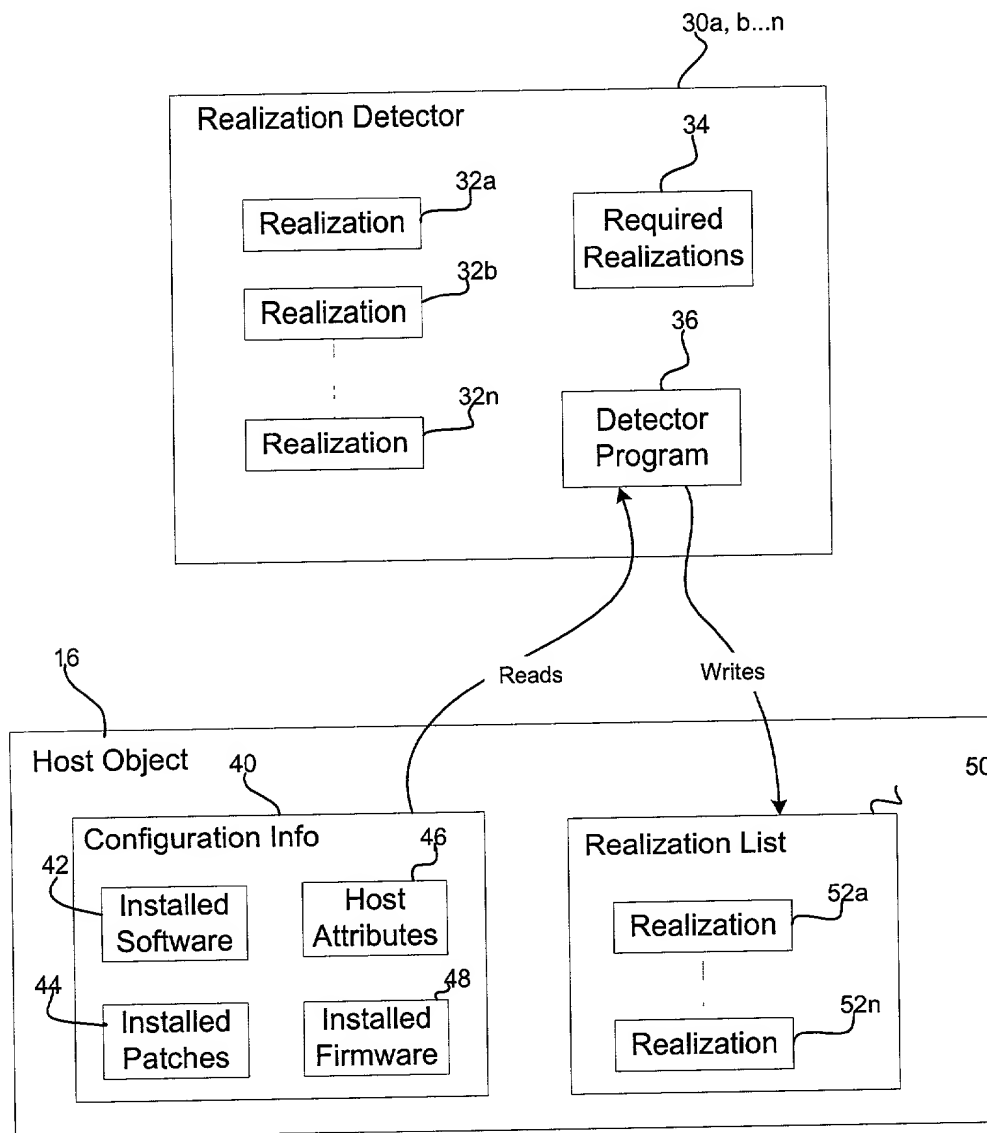 30a, b...n
Realization Detector
34
32a
Realization
Required
Realizations
32b
Realization
36
32n
Realization
Detector
Program
16
Reads
Writes
Host Object
40
50
Configuration Info
46
Realization List
42
Installed
Software
Host
Attributes
52a
Realization
44
48
Installed
Patches
Installed
Firmware
52n
Realization